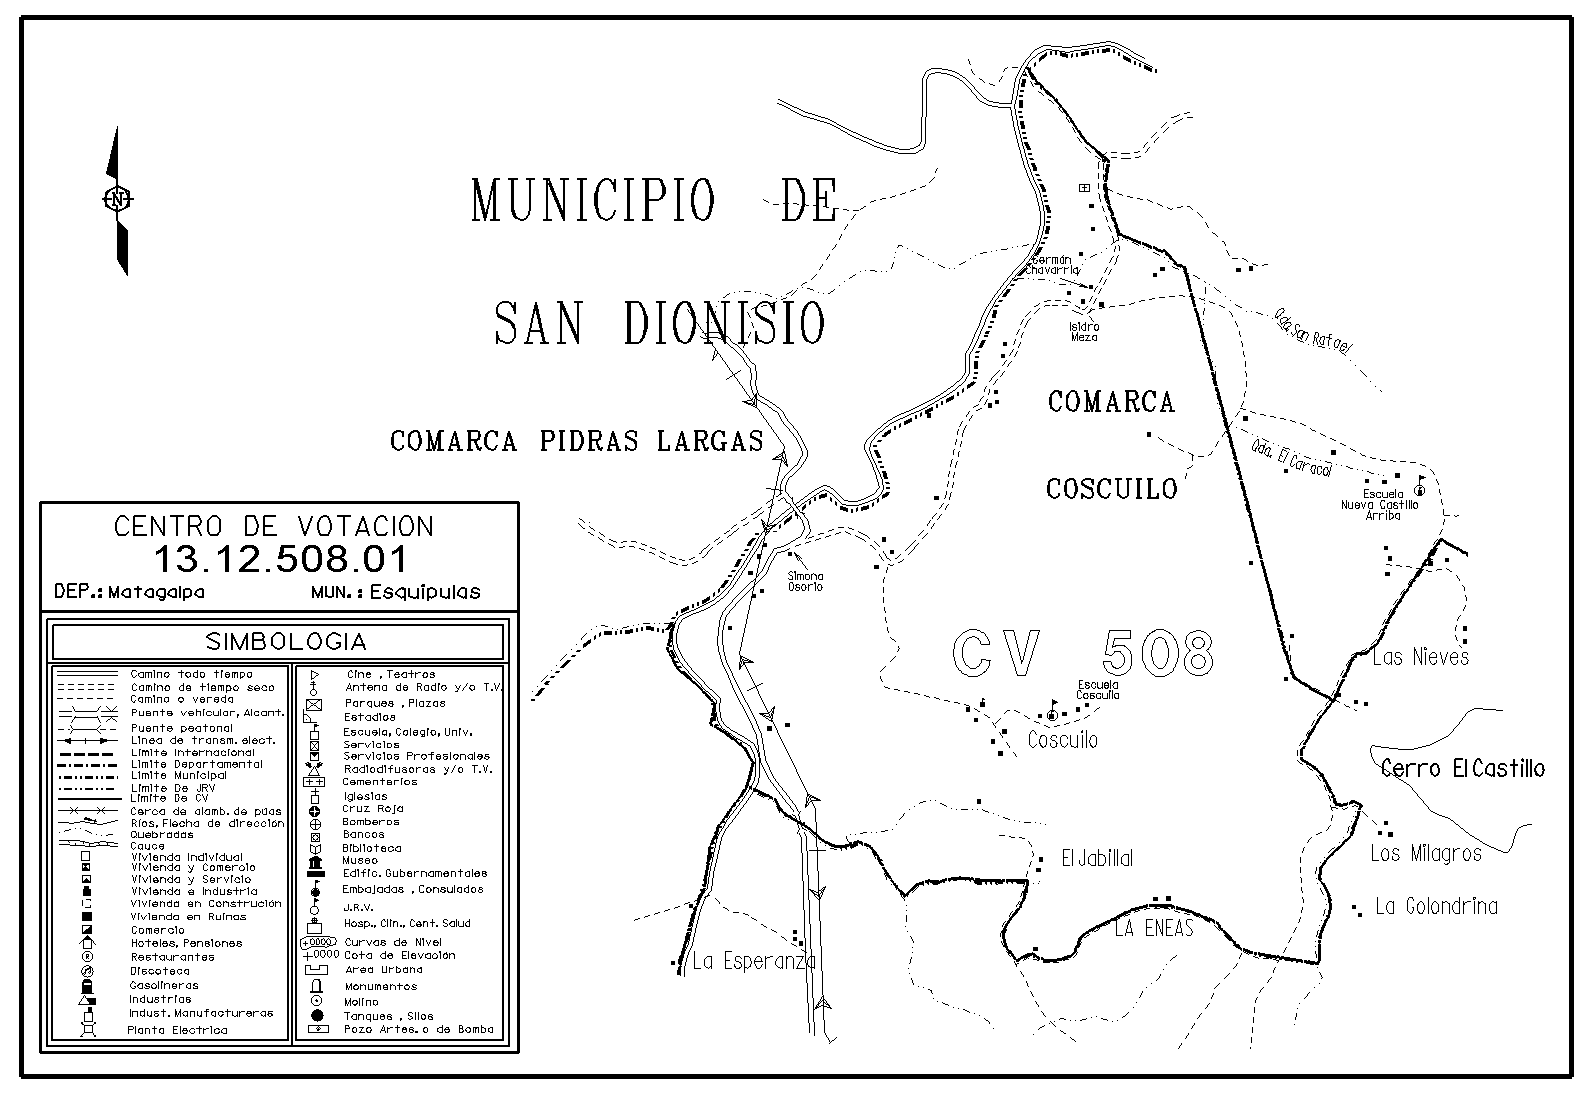 N
MUNICIPIO DE
SAN DIONISIO
COMARCA PIDRAS LARGAS
Germán
Chavarría
Isidro
Meza
Qda. San Rafael
COMARCA
COSCUILO
Qda. El Caracol
Escuela
Nueva Castillo
Arriba
Simona
Osorio
CV 508
Las Nieves
Escuela
Coscuilo
Coscuilo
Cerro El Castillo
El Jabillal
Los Milagros
La Golondrina
LA ENEAS
La Esperanza
CENTRO DE VOTACION
13.12.508.01
DEP.: Matagalpa MUN.: Esquipulas
SIMBOLOGIA
Camino todo tiempo
Camino de tiempo seco
Camino o vereda
Puente vehicular, Alcant.
Puente peatonal
Linea de transm. elect.
Limite Internacional
Limite Departamental
Limite Municipal
Limite De JRV
Limite De CV
Cerca de alamb. de púas
Ríos, Flecha de dirección
Quebradas
Cauce
Vivienda Individual
Vivienda y Comercio
Vivienda y Servicio
Vivienda e Industria
Vivienda en Construción
Vivienda en Ruinas
Comercio
Hoteles, Pensiones
Restaurantes
Discoteca
Gasolineras
Industrias
Indust. Manufactureras
Planta Electrica
Cine , Teatros
Antena de Radio y/o T.V.
Parques , Plazas
Estadios
Escuela, Colegio, Univ.
Servicios
Servicios Profesionales
Radiodifusoras y/o T.V.
Cementerios
Iglesias
Cruz Roja
Bomberos
Bancos
Biblioteca
Museo
Edific. Gubernamentales
Embajadas , Consulados
J.R.V.
Hosp., Clin., Cent. Salud
Curvas de Nivel
+0000 Cota de Elevación
Area Urbana
Monumentos
Molino
Tanques , Silos
Pozo Artes. o de Bomba